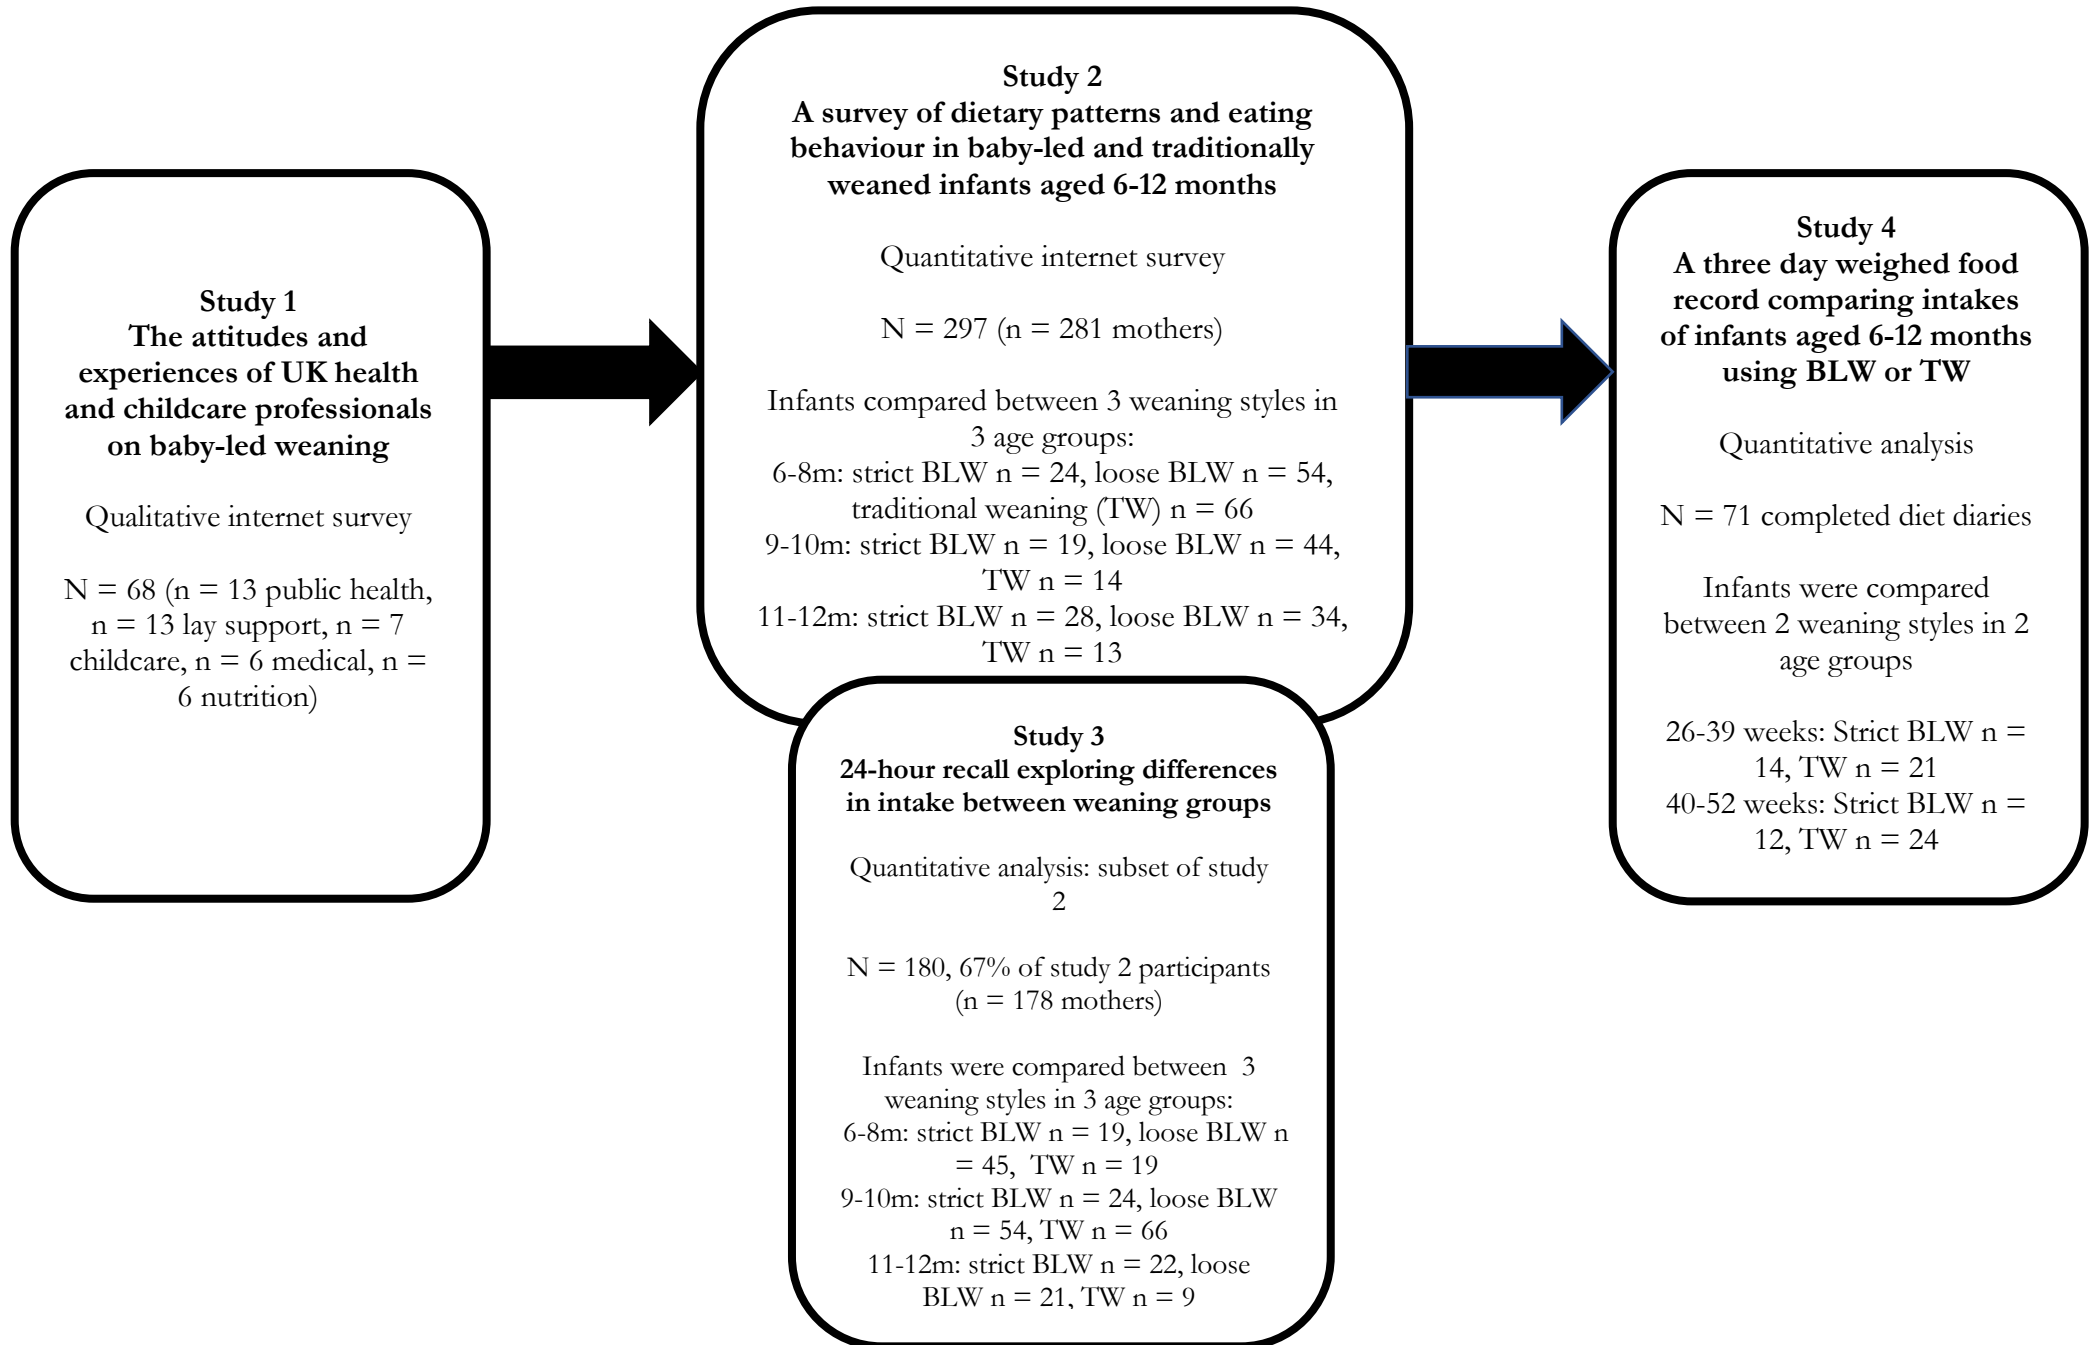 Study 1
The attitudes and
experiences of UK health
and childcare professionals
on baby-led weaning
Qualitative internet survey
N = 68 (n = 13 public health,
n = 13 lay support, n = 7
childcare, n = 6 medical, n =
6 nutrition)
Study 2
A survey of dietary patterns and eating
behaviour in baby-led and traditionally
weaned infants aged 6-12 months
Quantitative internet survey
N = 297 (n = 281 mothers)
Infants compared between 3 weaning styles in
3 age groups:
6-8m: strict BLW n = 24, loose BLW n = 54,
traditional weaning (TW) n = 66
9-10m: strict BLW n = 19, loose BLW n = 44,
TW n = 14
11-12m: strict BLW n = 28, loose BLW n = 34,
TW n = 13
Study 3
24-hour recall exploring differences
in intake between weaning groups
Quantitative analysis: subset of study
2
N = 180, 67% of study 2 participants
(n = 178 mothers)
Infants were compared between  3
weaning styles in 3 age groups:
6-8m: strict BLW n = 19, loose BLW n
= 45,  TW n = 19
9-10m: strict BLW n = 24, loose BLW
n = 54, TW n = 66
11-12m: strict BLW n = 22, loose
BLW n = 21, TW n = 9
Study 4
A three day weighed food
record comparing intakes
of infants aged 6-12 months
using BLW or TW
Quantitative analysis
N = 71 completed diet diaries
Infants were compared
between 2 weaning styles in 2
age groups
26-39 weeks: Strict BLW n =
14, TW n = 21
40-52 weeks: Strict BLW n =
12, TW n = 24